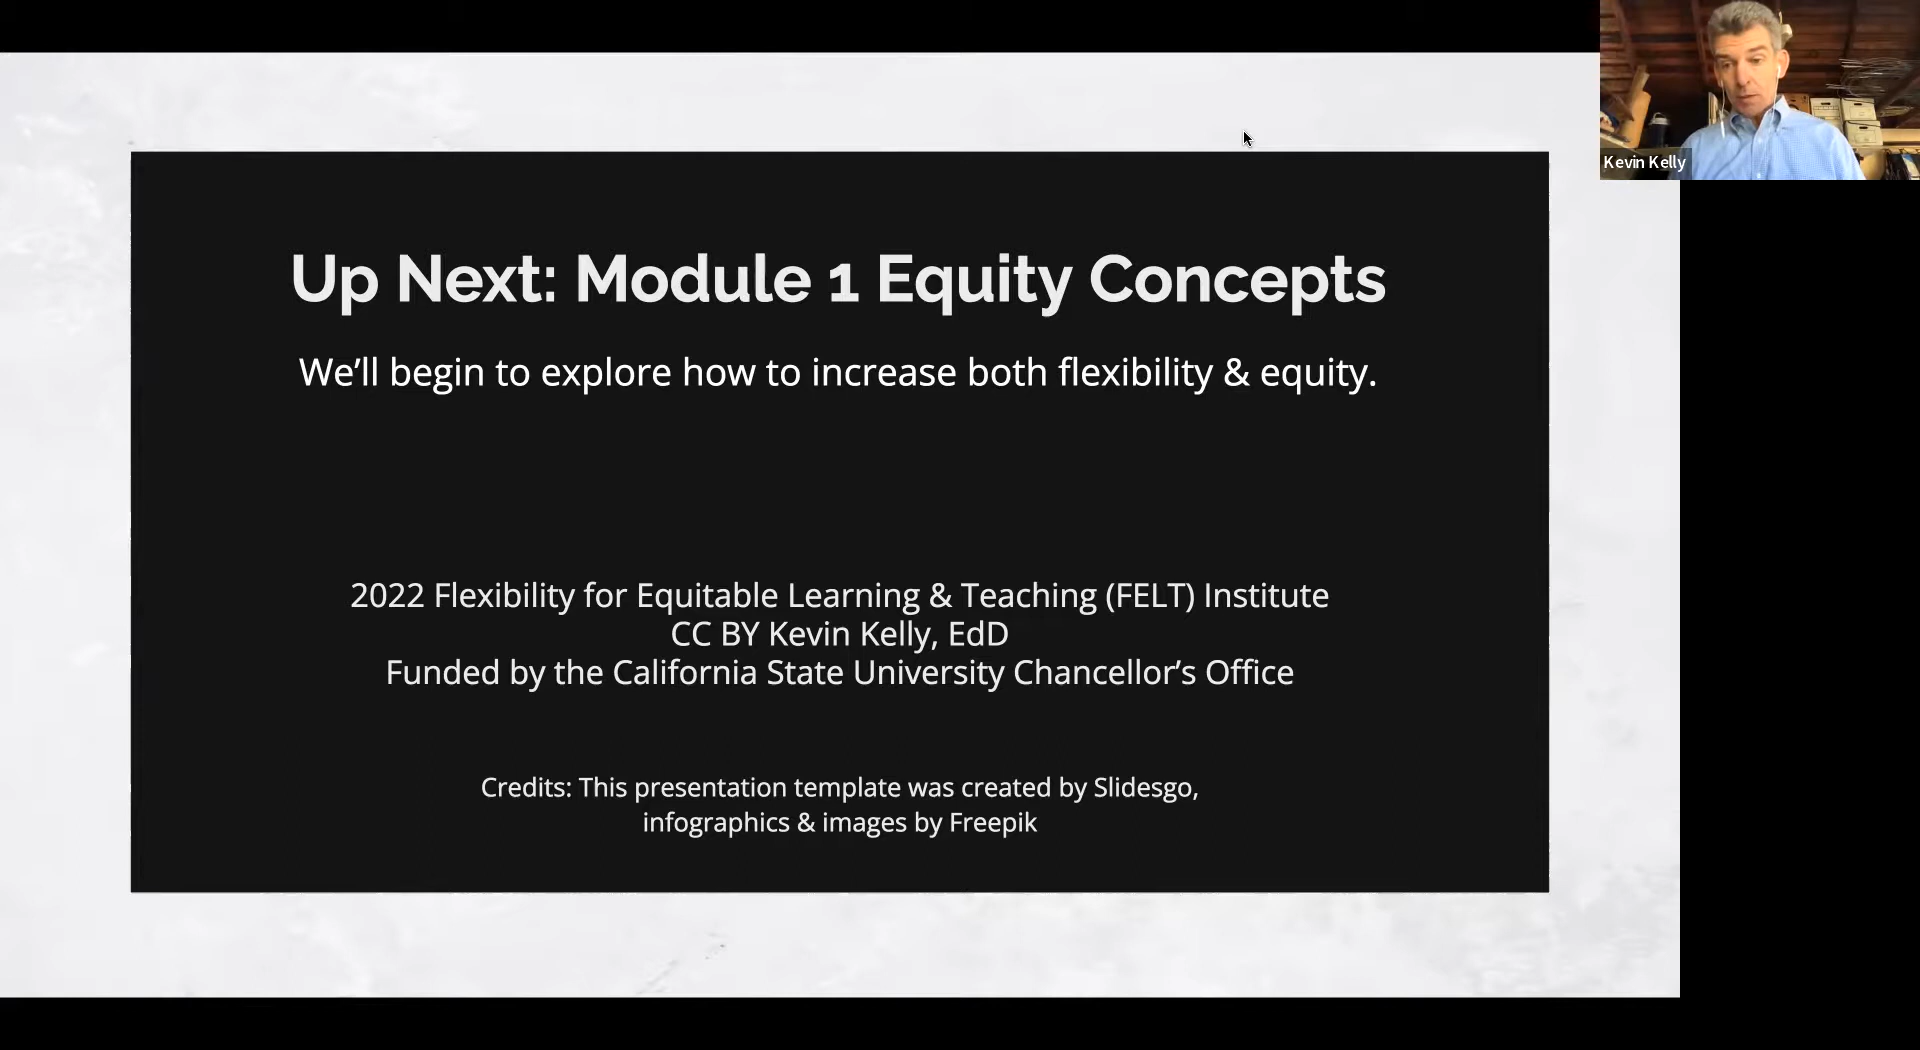 Up Next: Module 1 Equity Concepts
We’ll begin to explore how to increase both flexibility & equity.
2022 Flexibility for Equitable Learning & Teaching (FELT) Institute
CC BY Kevin Kelly, EdD
Funded by the California State University Chancellor’s Office
Credits: This presentation template was created by Slidesgo,
infographics & images by Freepik
Kevin Kelly